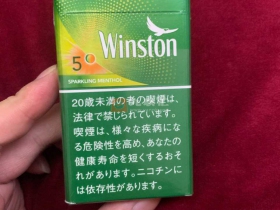 Winston
5
SPARKLING MENTHOL
20歳未満の者の喫煙は、
法律で禁じられています。
喫煙は、様々な疾病にな
る危険性を高め、あなたの
健康寿命を短くするおそ
れがあります。ニコチンに
は依存性があります。